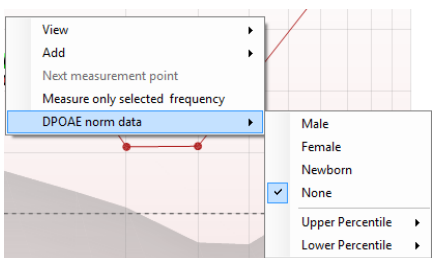 View
Add
Next measurement point
Measure only selected frequency
DPOAE norm data
Male
Female
Newborn
None
Upper Percentile
Lower Percentile